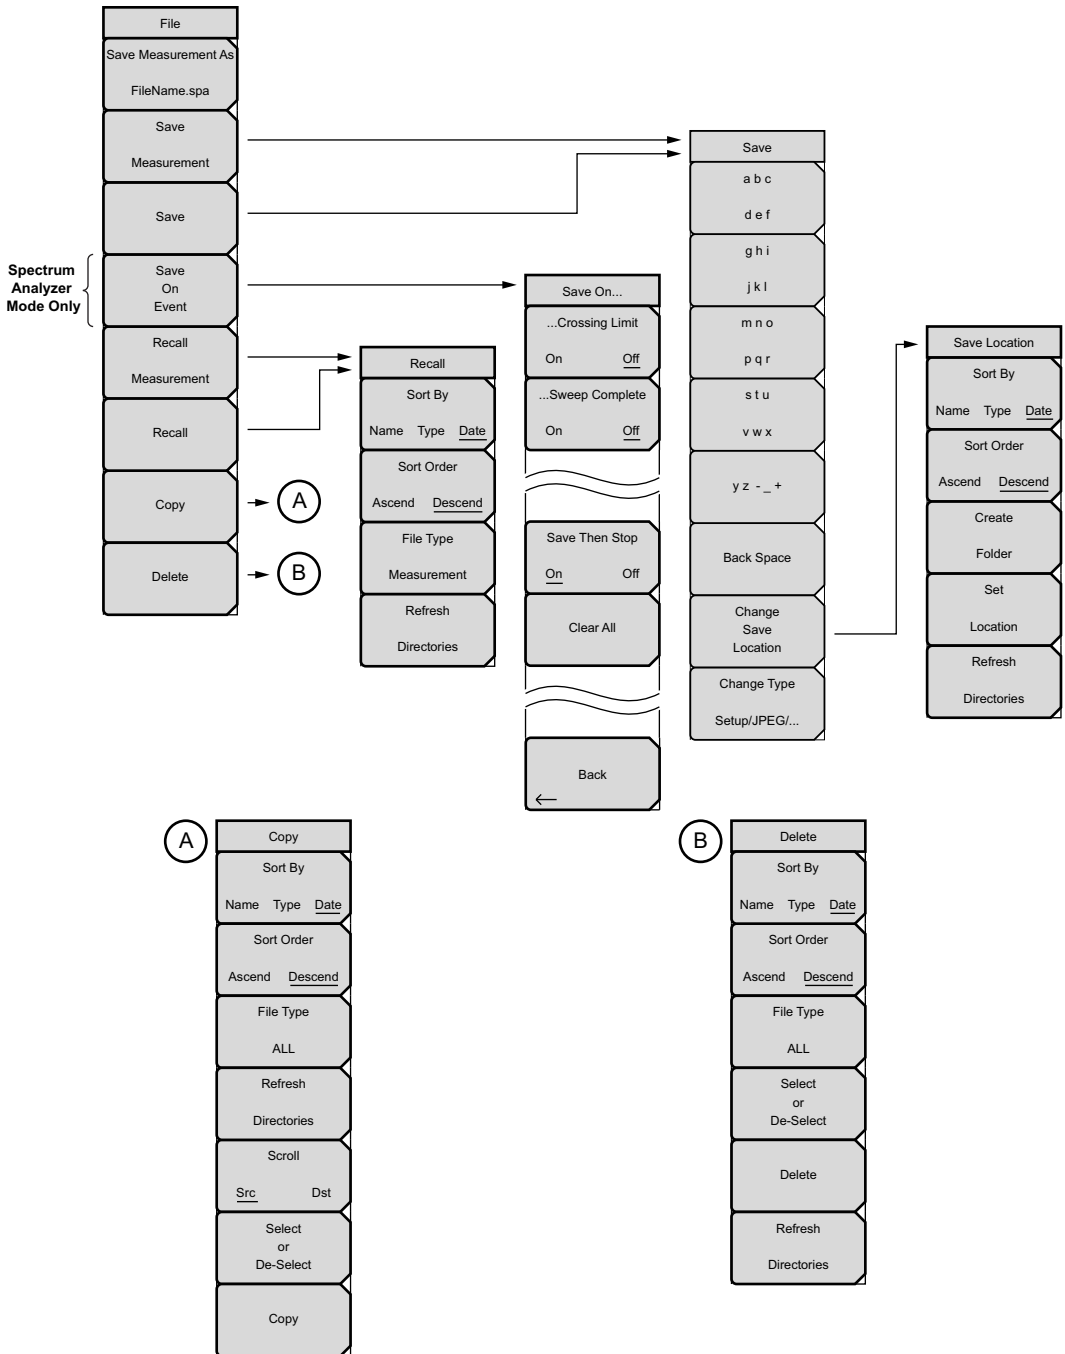 File
Save Measurement As
FileName.spa
Save
Measurement
Save
Spectrum
Analyzer
Mode Only
Save
On
Event
Recall
Measurement
Recall
Copy
A
Delete
B
Recall
Sort By
Name Type Date
Sort Order
Ascend Descend
File Type
Measurement
Refresh
Directories
Save On...
...Crossing Limit
On Off
...Sweep Complete
On Off
Save Then Stop
On Off
Clear All
Back
Save
a b c
d e f
g h i
j k l
m n o
p q r
s t u
v w x
y z - _ +
Back Space
Change
Save
Location
Change Type
Setup/JPEG/...
Save Location
Sort By
Name Type Date
Sort Order
Ascend Descend
Create
Folder
Set
Location
Refresh
Directories
A
Copy
Sort By
Name Type Date
Sort Order
Ascend Descend
File Type
ALL
Refresh
Directories
Scroll
Src Dst
Select
or
De-Select
Copy
B
Delete
Sort By
Name Type Date
Sort Order
Ascend Descend
File Type
ALL
Select
or
De-Select
Delete
Refresh
Directories